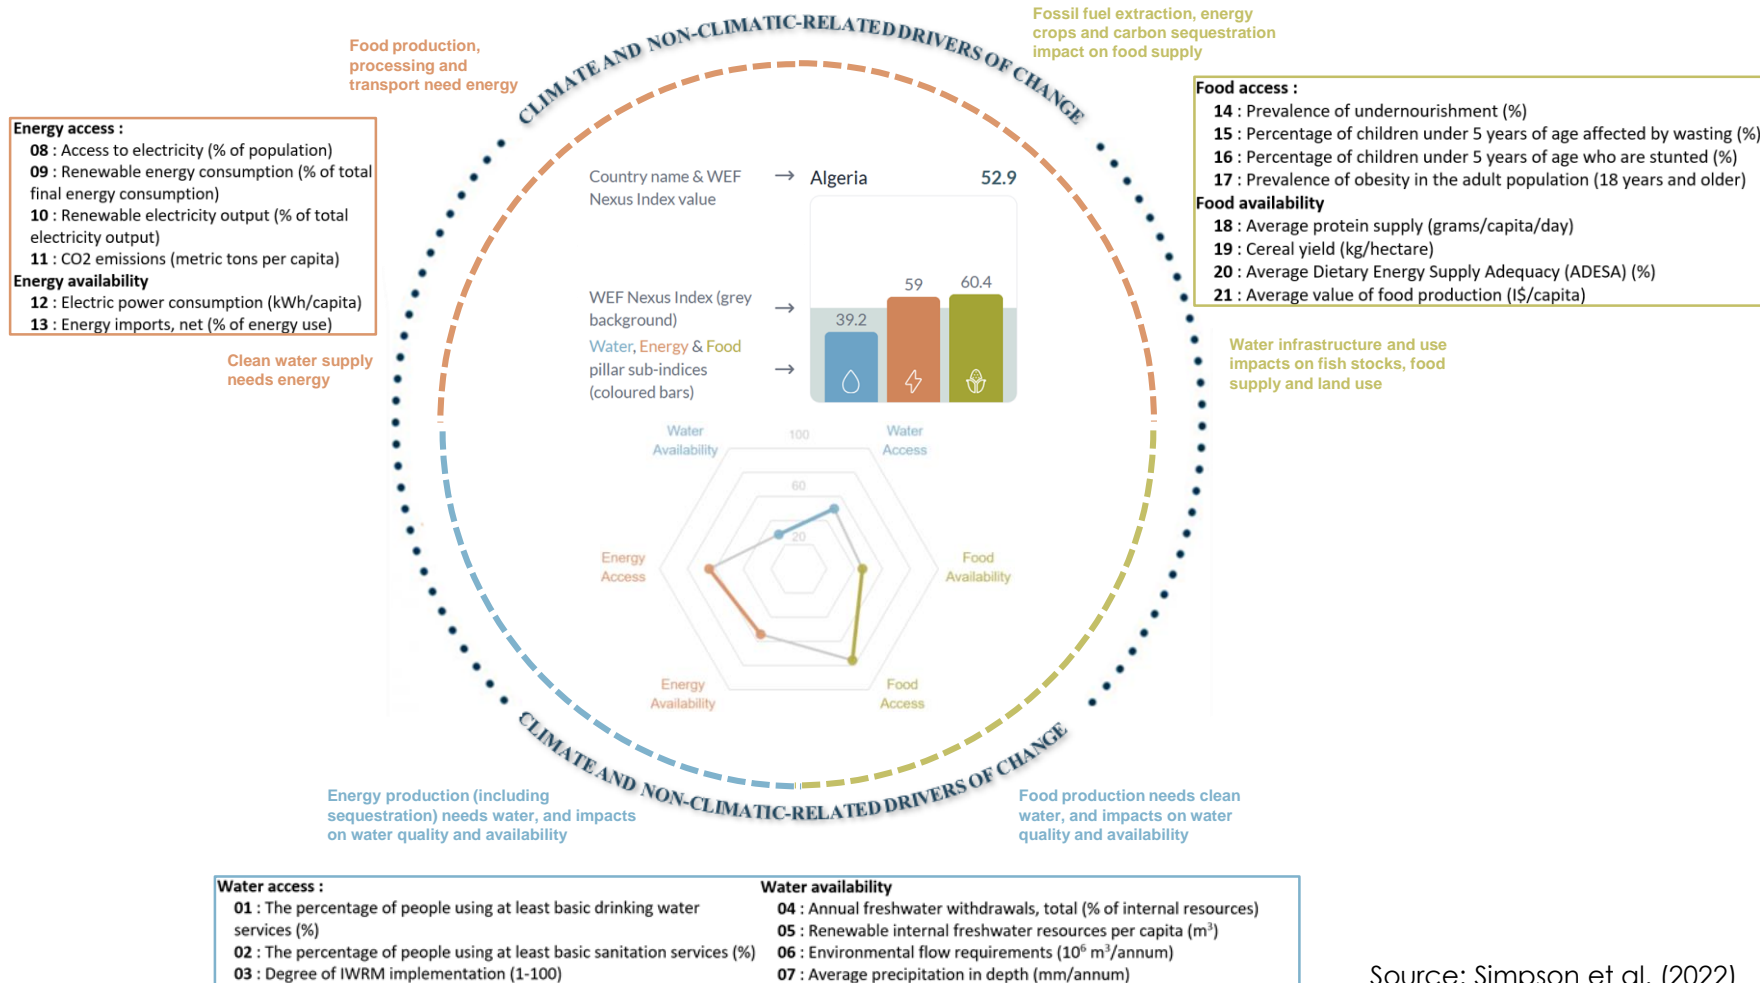 CLIMATE AND NON-CLIMATIC-RELATED DRIVERS OF CHANGE
Food production,
processing and
transport need energy
Fossil fuel extraction, energy
crops and carbon sequestration
impact on food supply
Energy access :
08 : Access to electricity (% of population)
09 : Renewable energy consumption (% of total
final energy consumption)
10 : Renewable electricity output (% of total
electricity output)
11 : CO2 emissions (metric tons per capita)
Energy availability
12 : Electric power consumption (kWh/capita)
13 : Energy imports, net (% of energy use)
Food access :
14 : Prevalence of undernourishment (%)
15 : Percentage of children under 5 years of age affected by wasting (%)
16 : Percentage of children under 5 years of age who are stunted (%)
17 : Prevalence of obesity in the adult population (18 years and older)
Food availability
18 : Average protein supply (grams/capita/day)
19 : Cereal yield (kg/hectare)
20 : Average Dietary Energy Supply Adequacy (ADESA) (%)
21 : Average value of food production (I$/capita)
Country name & WEF
Nexus Index value
→ Algeria 52.9
WEF Nexus Index (grey
background)
→
Water, Energy & Food
pillar sub-indices
(coloured bars)
→
39.2
59
60.4
Clean water supply
needs energy
Water infrastructure and use
impacts on fish stocks, food
supply and land use
Water
Availability
100
Water
Access
60
20
Energy
Access
Food
Availability
Energy
Availability
Food
Access
CLIMATE AND NON-CLIMATIC-RELATED DRIVERS OF CHANGE
Energy production (including
sequestration) needs water, and impacts
on water quality and availability
Food production needs clean
water, and impacts on water
quality and availability
Water access :
01 : The percentage of people using at least basic drinking water
services (%)
02 : The percentage of people using at least basic sanitation services (%)
03 : Degree of IWRM implementation (1-100)
Water availability
04 : Annual freshwater withdrawals, total (% of internal resources)
05 : Renewable internal freshwater resources per capita (m³)
06 : Environmental flow requirements (10⁶ m³/annum)
07 : Average precipitation in depth (mm/annum)
Source: Simpson et al. (2022)